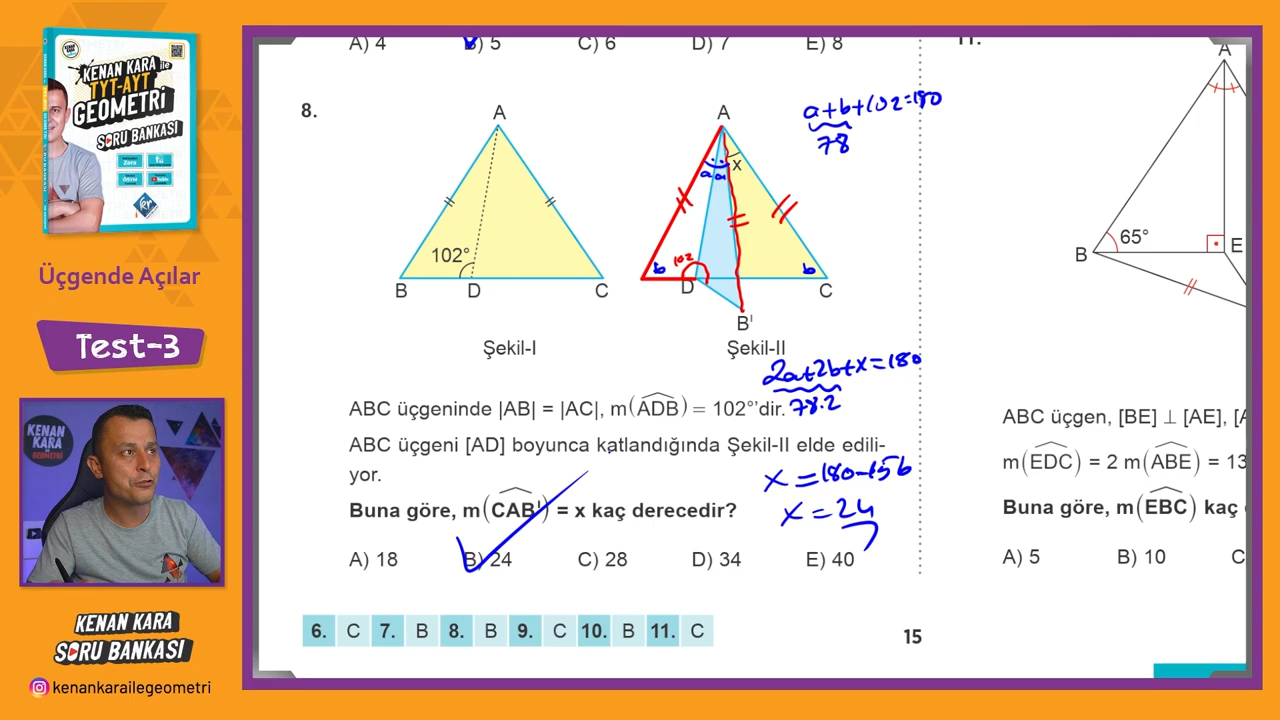 KENAN KARA ile
TYT-AYT
GEOMETRİ
SORU BANKASI
Üçgende Açılar
Test-3
KENAN KARA
İLE
GEOMETRİ
KENAN KARA
SORU BANKASI
kenankarailegeometri
A) 4 B) 5 C) 6 D) 7 E) 8
8.
A
102°
B D C
Şekil-I
A
a a x
b 102 b
D C
B'
Şekil-II
a+b+102=180
78
2a+2b+x=180
78.2
ABC üçgeninde |AB| = |AC|, m(ADB) = 102°'dir.
ABC üçgeni [AD] boyunca katlandığında Şekil-II elde edili-
yor.
Buna göre, m(CAB') = x kaç derecedir?
x=180-156
x=24
A) 18 B) 24 C) 28 D) 34 E) 40
6. C 7. B 8. B 9. C 10. B 11. C
15
11.
A
B 65° E
ABC üçgen, [BE] ⊥ [AE], [A
m(EDC) = 2 m(ABE) = 13
Buna göre, m(EBC) kaç
A) 5 B) 10 C